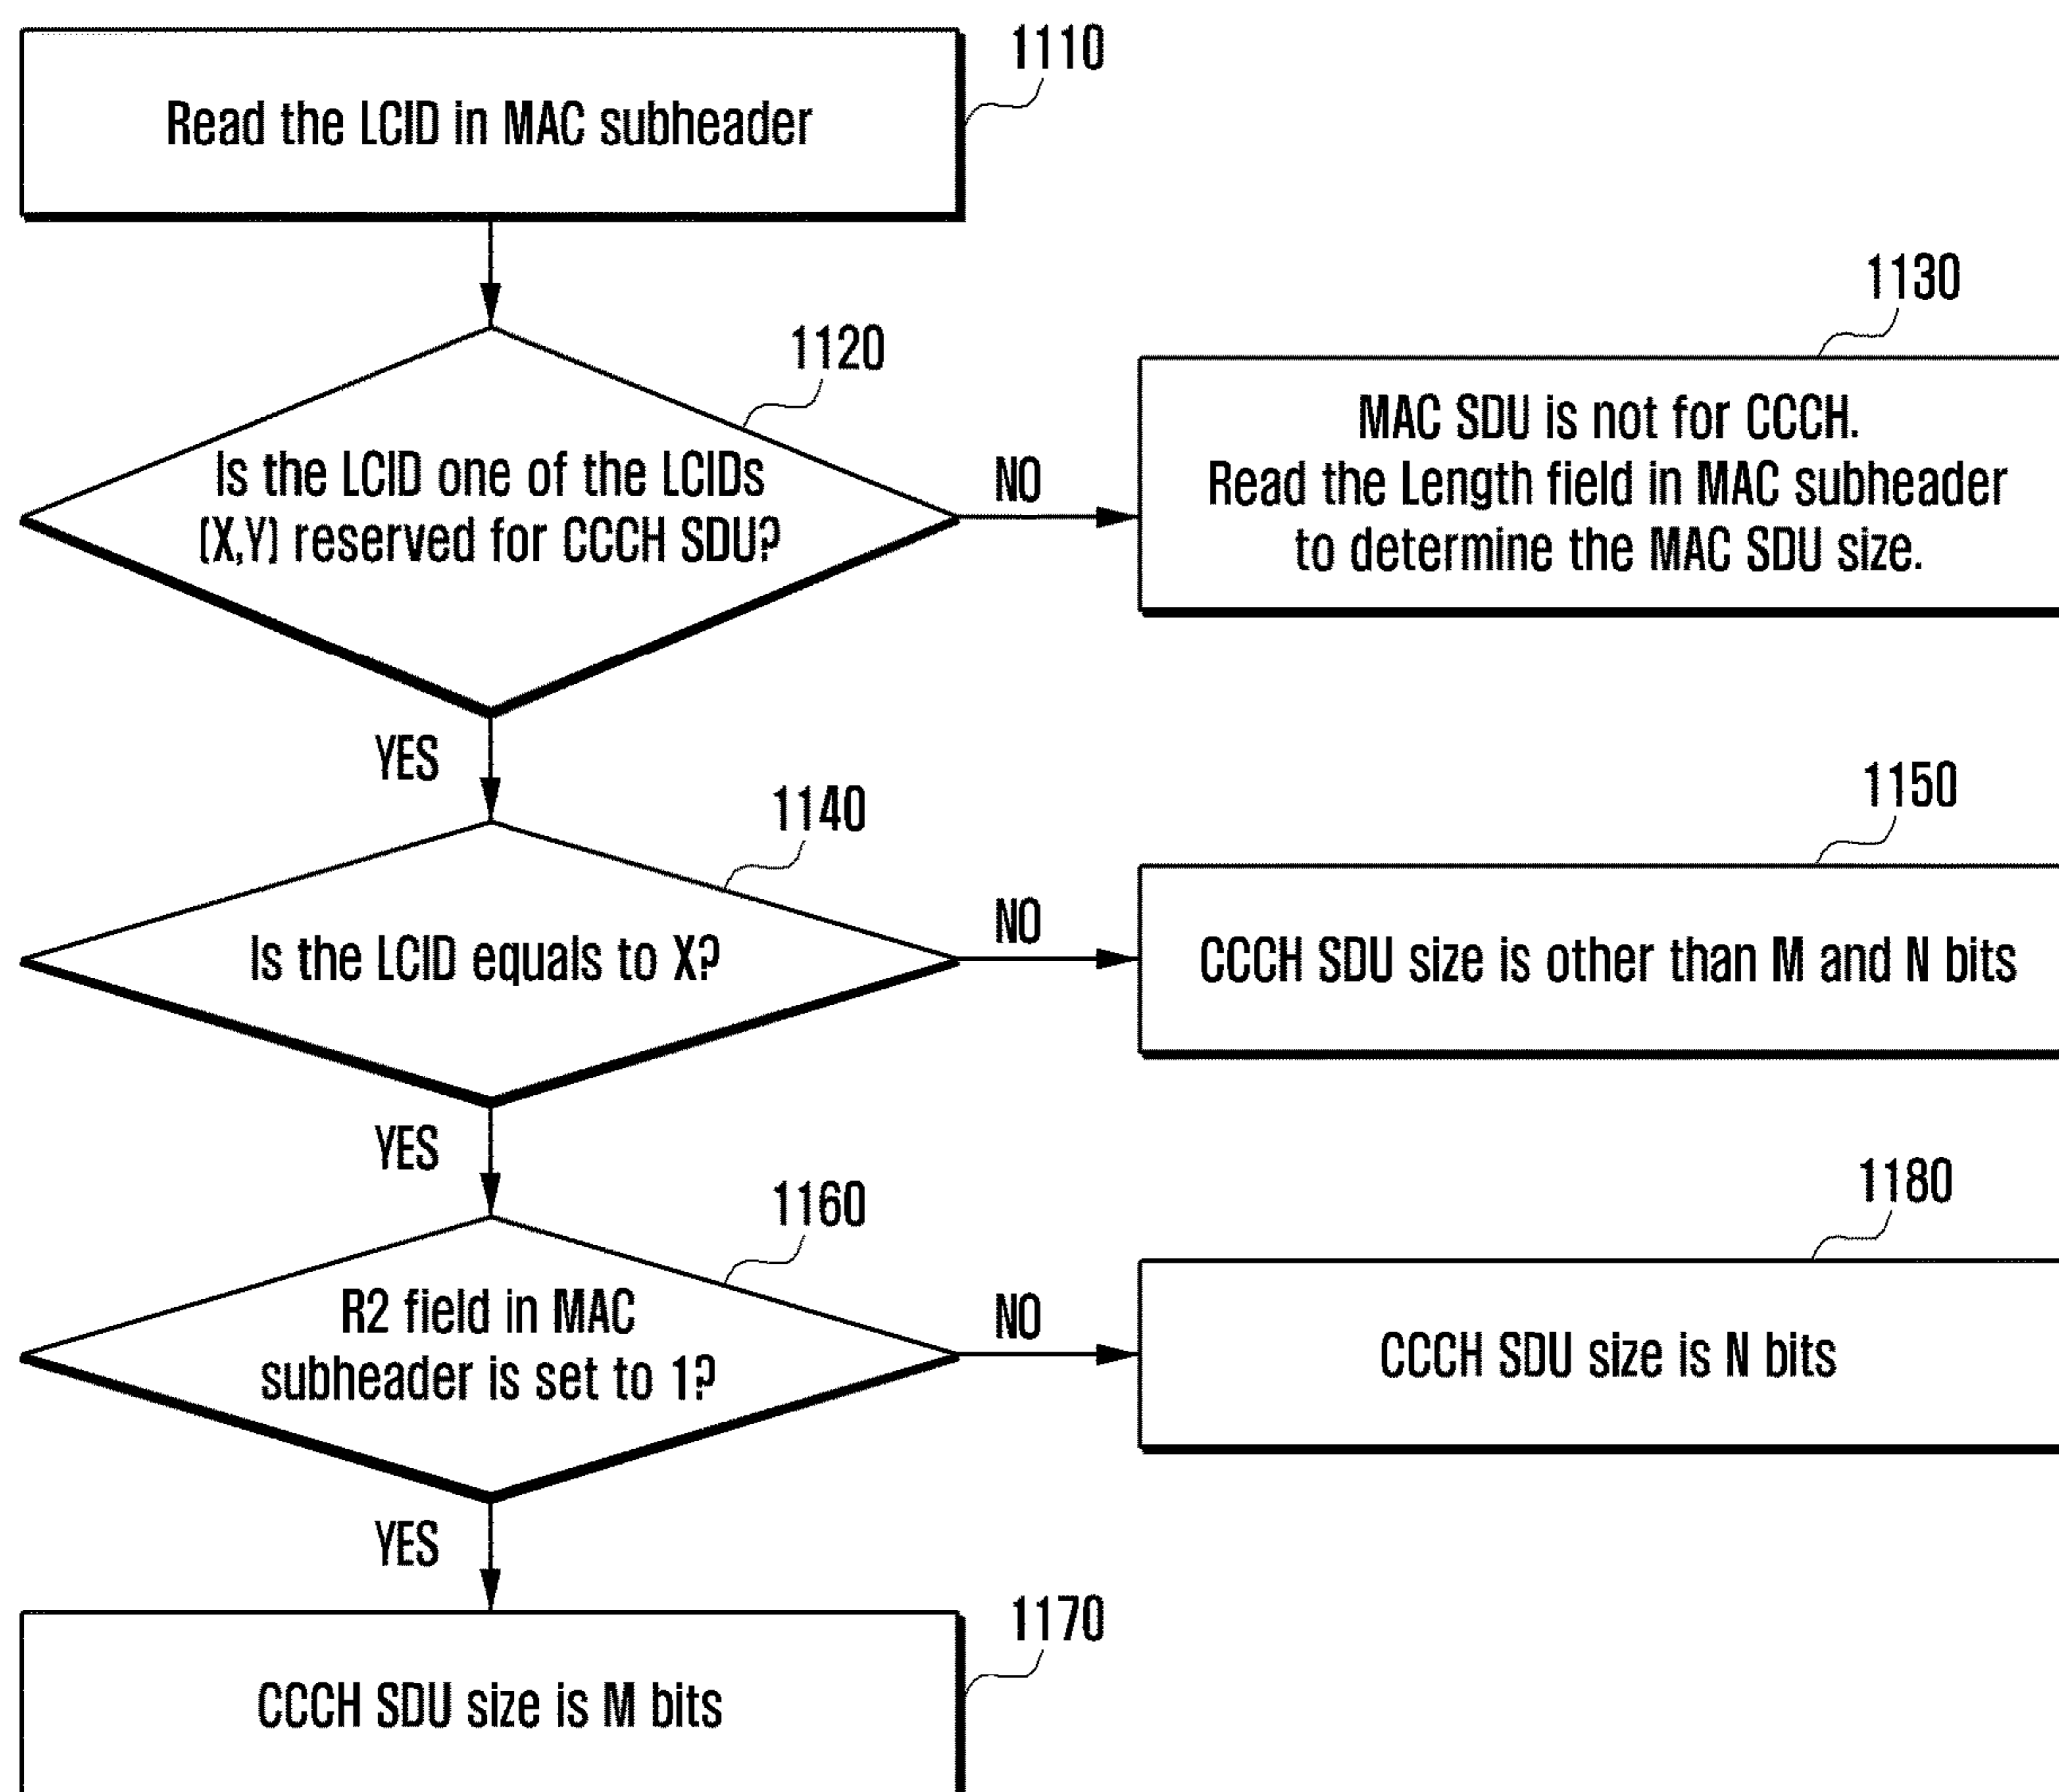 1110
Read the LCID in MAC subheader
1120
Is the LCID one of the LCIDs
(X,Y) reserved for CCCH SDU?
NO
1130
MAC SDU is not for CCCH.
Read the Length field in MAC subheader
to determine the MAC SDU size.
YES
1140
Is the LCID equals to X?
NO
1150
CCCH SDU size is other than M and N bits
YES
1160
R2 field in MAC
subheader is set to 1?
NO
1180
CCCH SDU size is N bits
YES
1170
CCCH SDU size is M bits